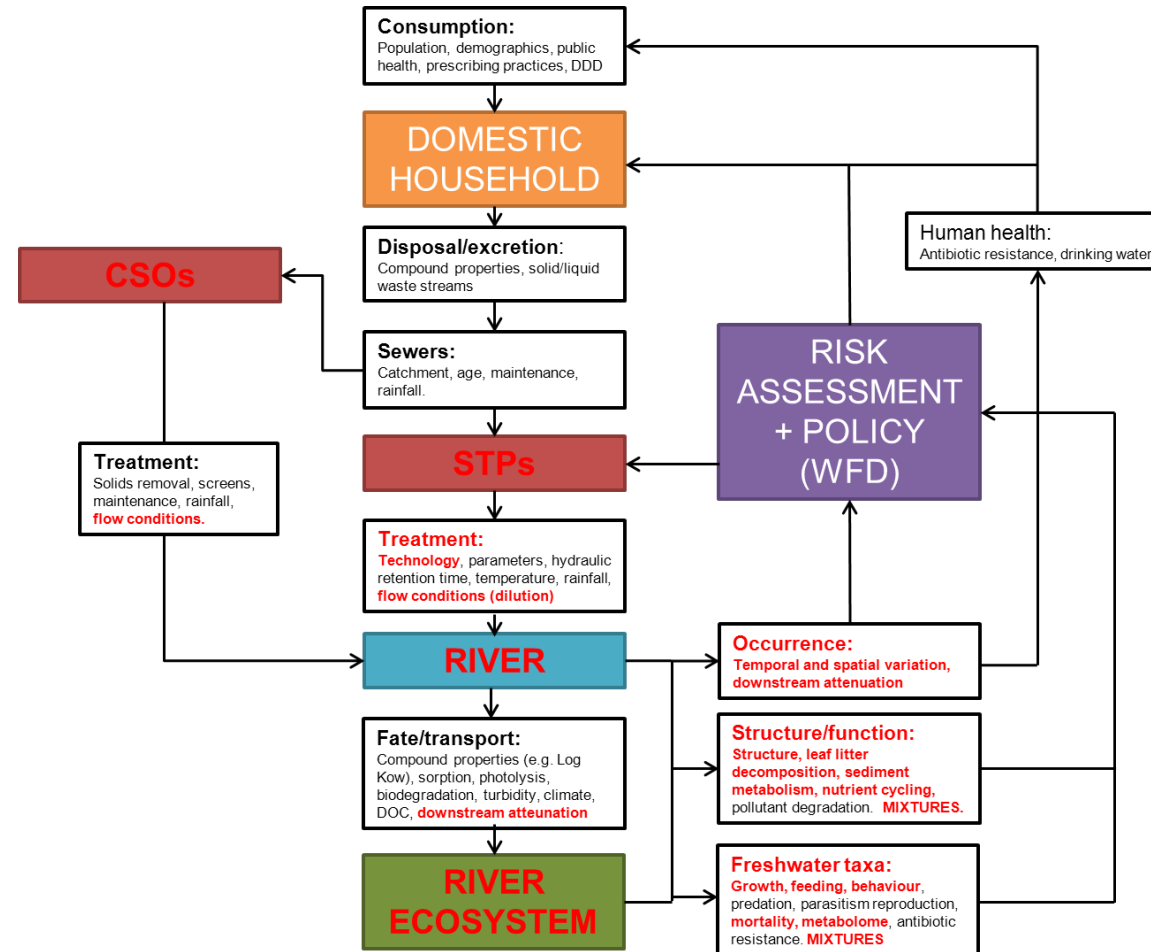 Consumption:
Population, demographics, public
health, prescribing practices, DDD
DOMESTIC
HOUSEHOLD
Disposal/excretion:
Compound properties, solid/liquid
waste streams
Human health:
Antibiotic resistance, drinking water
CSOs
Sewers:
Catchment, age, maintenance,
rainfall.
RISK
ASSESSMENT
+ POLICY
(WFD)
STPs
Treatment:
Solids removal, screens,
maintenance, rainfall,
flow conditions.
Treatment:
Technology, parameters, hydraulic
retention time, temperature, rainfall,
flow conditions (dilution)
RIVER
Occurrence:
Temporal and spatial variation,
downstream attenuation
Fate/transport:
Compound properties (e.g. Log
Kow), sorption, photolysis,
biodegradation, turbidity, climate,
DOC, downstream atteunation
Structure/function:
Structure, leaf litter
decomposition, sediment
metabolism, nutrient cycling,
pollutant degradation. MIXTURES.
RIVER
ECOSYSTEM
Freshwater taxa:
Growth, feeding, behaviour,
predation, parasitism reproduction,
mortality, metabolome, antibiotic
resistance. MIXTURES